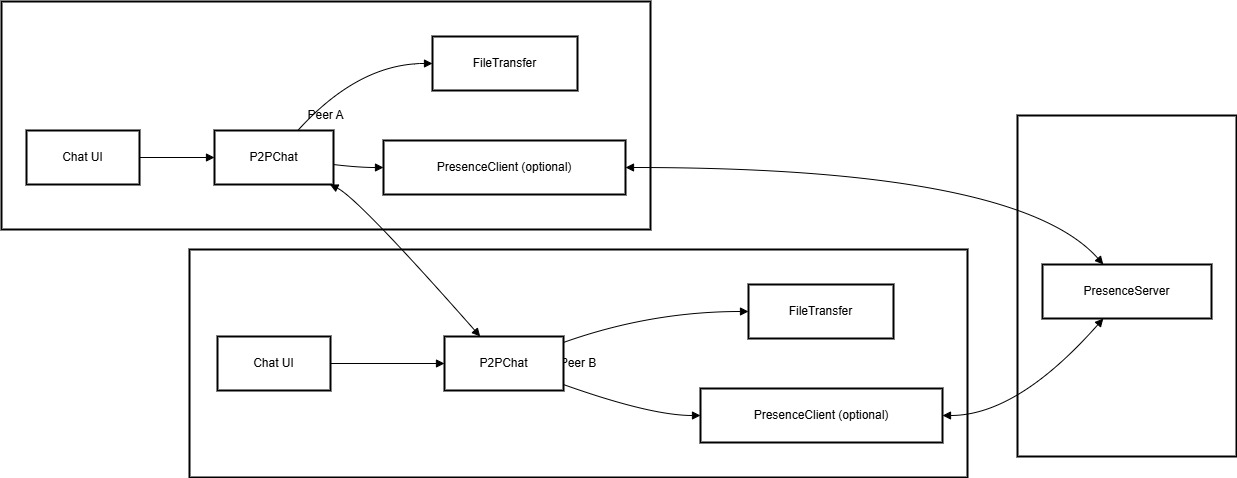 FileTransfer
Peer A
Chat UI
P2PChat
PresenceClient (optional)
PresenceServer
FileTransfer
Chat UI
P2PChat
Peer B
PresenceClient (optional)